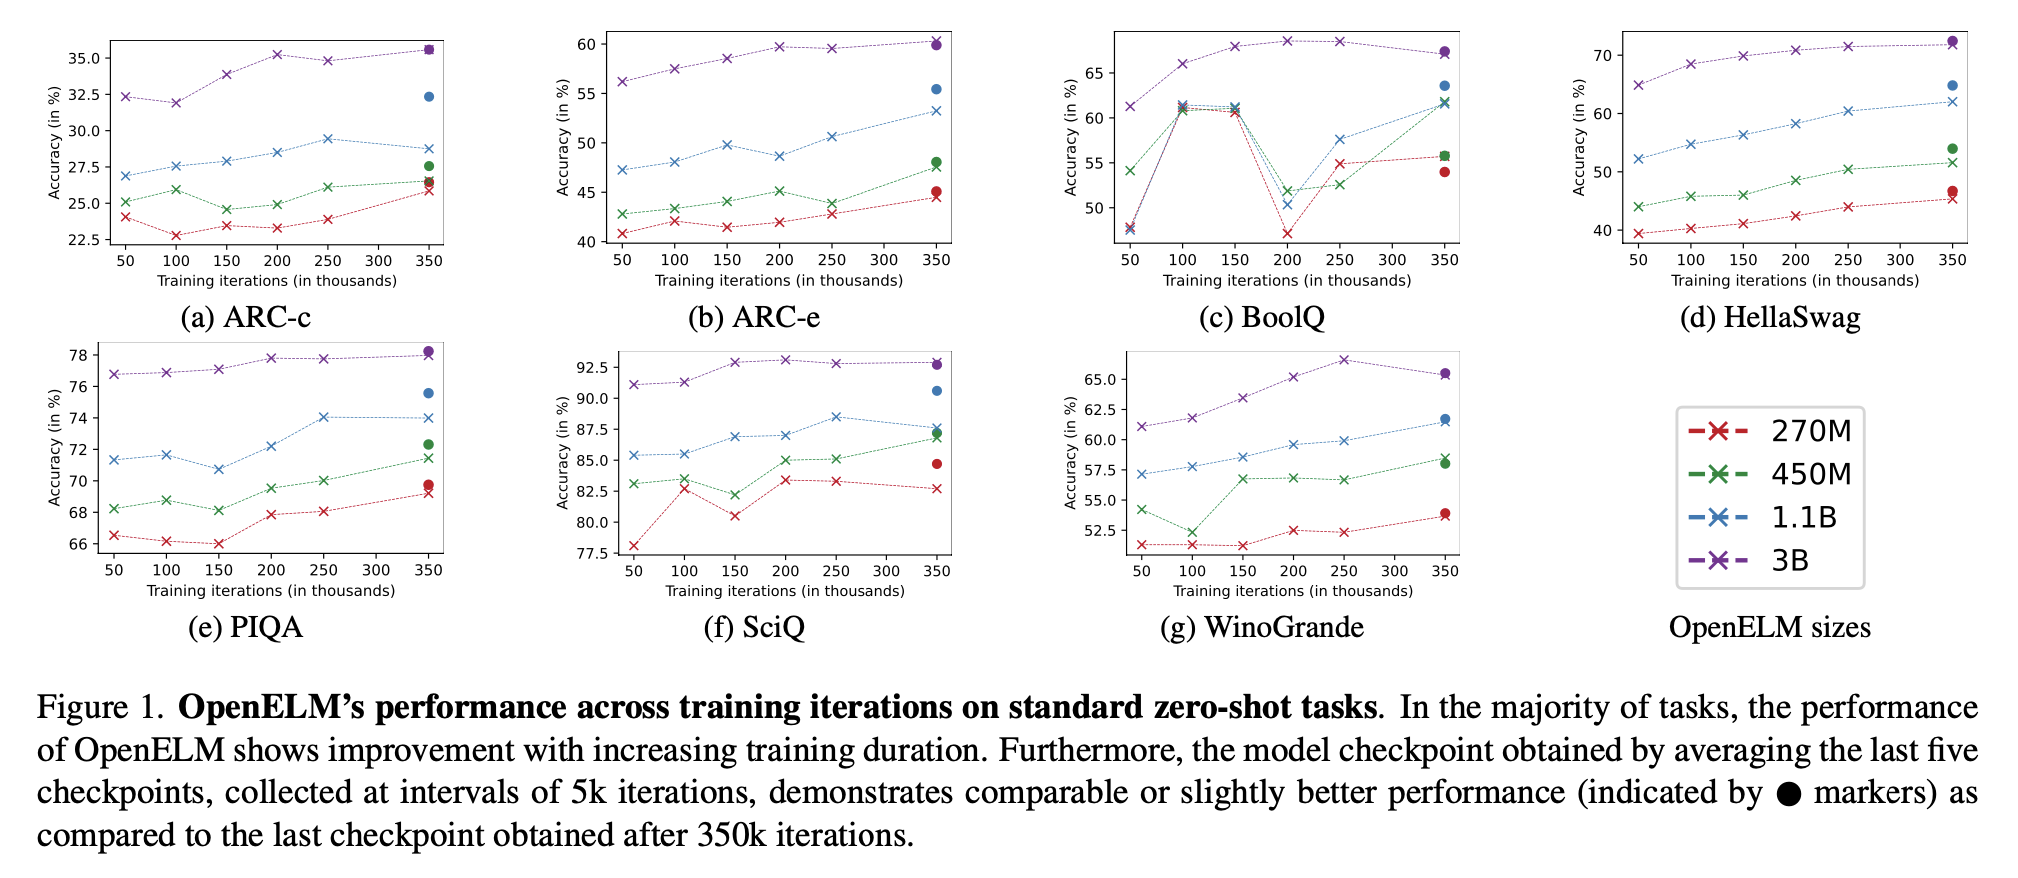 Accuracy (in %)
35.0
32.5
30.0
27.5
25.0
22.5
50 100 150 200 250 300 350
Training iterations (in thousands)
(a) ARC-c
Accuracy (in %)
60
55
50
45
40
50 100 150 200 250 300 350
Training iterations (in thousands)
(b) ARC-e
Accuracy (in %)
65
60
55
50
50 100 150 200 250 300 350
Training iterations (in thousands)
(c) BoolQ
Accuracy (in %)
70
60
50
40
50 100 150 200 250 300 350
Training iterations (in thousands)
(d) HellaSwag
Accuracy (in %)
78
76
74
72
70
68
66
50 100 150 200 250 300 350
Training iterations (in thousands)
(e) PIQA
Accuracy (in %)
92.5
90.0
87.5
85.0
82.5
80.0
77.5
50 100 150 200 250 300 350
Training iterations (in thousands)
(f) SciQ
Accuracy (in %)
65.0
62.5
60.0
57.5
55.0
52.5
50 100 150 200 250 300 350
Training iterations (in thousands)
(g) WinoGrande
270M
450M
1.1B
3B
OpenELM sizes
Figure 1. OpenELM's performance across training iterations on standard zero-shot tasks. In the majority of tasks, the performance
of OpenELM shows improvement with increasing training duration. Furthermore, the model checkpoint obtained by averaging the last five
checkpoints, collected at intervals of 5k iterations, demonstrates comparable or slightly better performance (indicated by ● markers) as
compared to the last checkpoint obtained after 350k iterations.